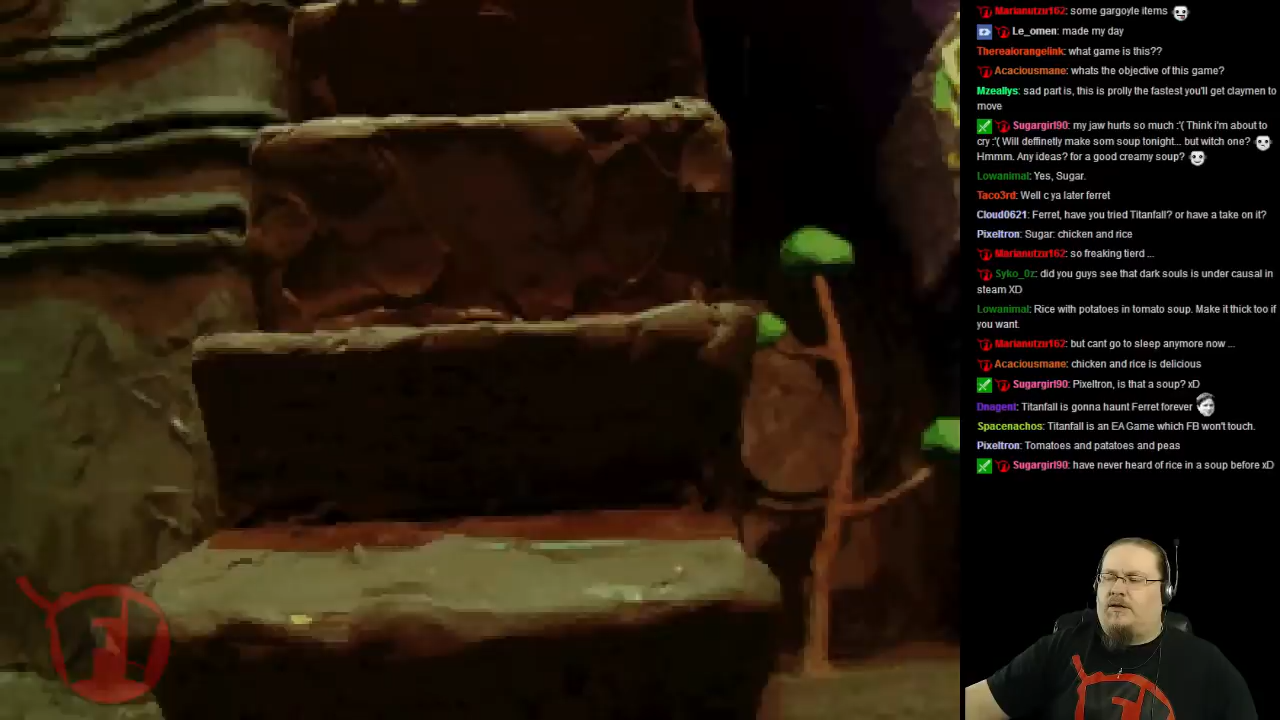 Marianutzu162: some gargoyle items
Le_omen: made my day
Therealorangelink: what game is this??
Acaciousmane: whats the objective of this game?
Mzeallys: sad part is, this is prolly the fastest you'll get claymen to
move
Sugargirl90: my jaw hurts so much :'( Think i'm about to
cry :'( Will deffinetly make som soup tonight... but witch one?
Hmmm. Any ideas? for a good creamy soup?
Lowanimal: Yes, Sugar.
Taco3rd: Well c ya later ferret
Cloud0621: Ferret, have you tried Titanfall? or have a take on it?
Pixeltron: Sugar: chicken and rice
Marianutzu162: so freaking tierd ...
Syko_0z: did you guys see that dark souls is under causal in
steam XD
Lowanimal: Rice with potatoes in tomato soup. Make it thick too if
you want.
Marianutzu162: but cant go to sleep anymore now ...
Acaciousmane: chicken and rice is delicious
Sugargirl90: Pixeltron, is that a soup? xD
Dnagent: Titanfall is gonna haunt Ferret forever
Spacenachos: Titanfall is an EA Game which FB won't touch.
Pixeltron: Tomatoes and patatoes and peas
Sugargirl90: have never heard of rice in a soup before xD